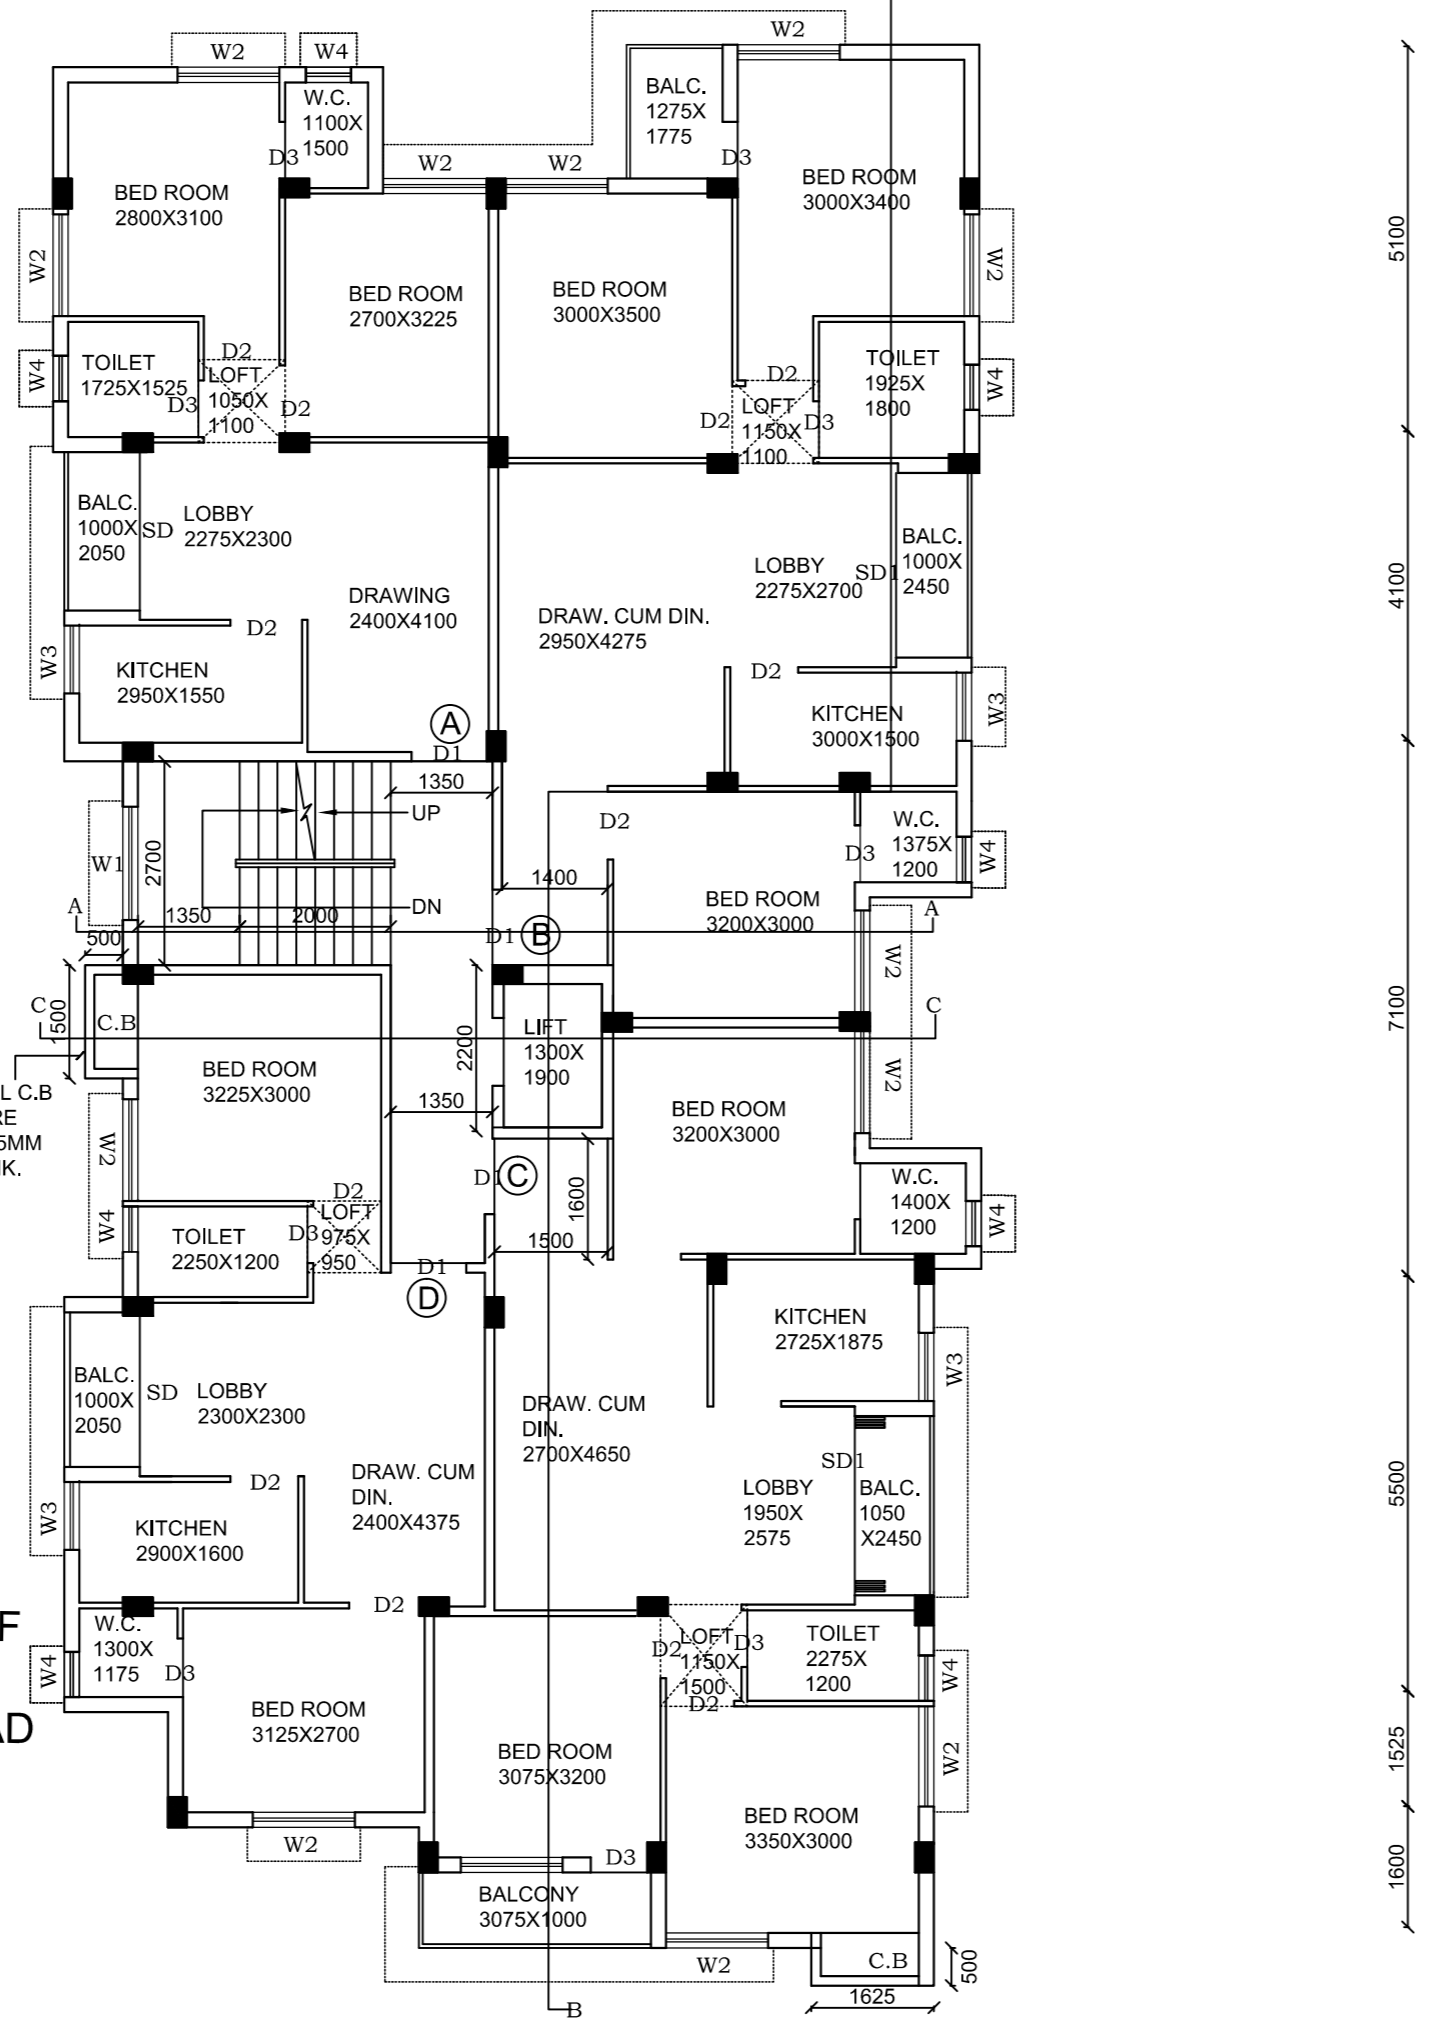 W2
W4
W2
W.C.
1100X
1500
BALC.
1275X
1775
D3
W2
W2
D3
BED ROOM
2800X3100
BED ROOM
3000X3400
5100
W2
W2
BED ROOM
2700X3225
BED ROOM
3000X3500
W4
TOILET
1725X1525
D2
LOFT
1050X
1100
D3
D2
D2
D2
LOFT
1150X
1100
D3
TOILET
1925X
1800
W4
BALC.
1000X
2050
SD
LOBBY
2275X2300
LOBBY
2275X2700
SD1
BALC.
1000X
2450
4100
DRAWING
2400X4100
DRAW. CUM DIN.
2950X4275
D2
W3
KITCHEN
2950X1550
D2
W3
A
D1
KITCHEN
3000X1500
1350
UP
D2
W.C.
1375X
1200
D3
W4
W1
2700
1400
BED ROOM
3200X3000
DN
A
1350
2000
A
D1
B
500
W2
C
1500
C.B
C
7100
LIFT
1300X
1900
2200
BED ROOM
3225X3000
W2
L C.B
RE
5MM
K.
1350
BED ROOM
3200X3000
W2
D1
C
1600
W.C.
1400X
1200
W4
D2
LOFT
975X
950
D3
W4
TOILET
2250X1200
1500
D1
D
KITCHEN
2725X1875
W3
BALC.
1000X
2050
SD
LOBBY
2300X2300
DRAW. CUM
DIN.
2700X4650
SD1
D2
DRAW. CUM
DIN.
2400X4375
LOBBY
1950X
2575
BALC.
1050
X2450
5500
W3
KITCHEN
2900X1600
D2
F
W.C.
1300X
1175
W4
D3
D2
LOFT
1150X
1500
D3
D2
TOILET
2275X
1200
W4
AD
BED ROOM
3125X2700
BED ROOM
3075X3200
W2
1525
W2
BED ROOM
3350X3000
D3
1600
BALCONY
3075X1000
W2
C.B
500
1625
B